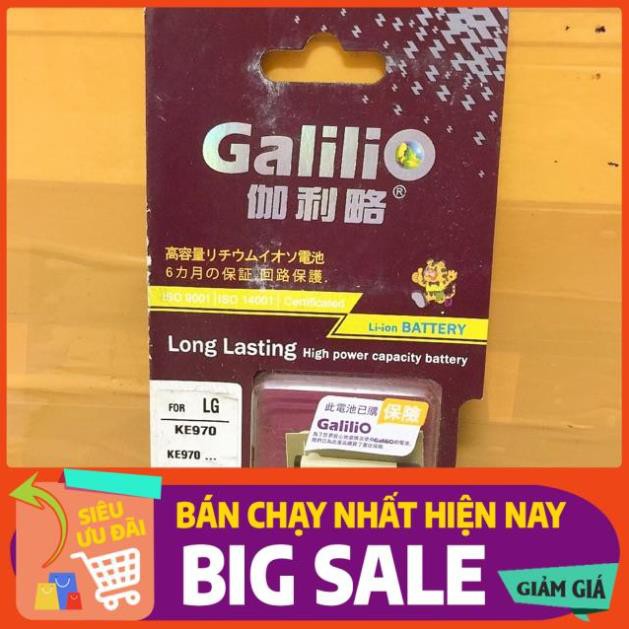 Galilio
伽利略®
高容量リチウムイオソ電池
6カ月の保証.回路保護.
ISO 9001 ISO 14001 Certificated
Li-ion BATTERY
Long Lasting High power capacity battery
FOR LG
KE970
KE970 ...
此電池已購 保險
Galilio
SIÊU
ƯU ĐÃI
BÁN CHẠY NHẤT HIỆN NAY
BIG SALE
GIẢM GIÁ